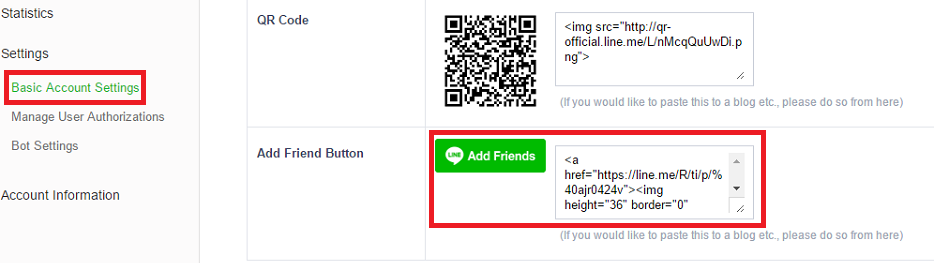 Statistics
Settings
Basic Account Settings
Manage User Authorizations
Bot Settings
Account Information
QR Code
<img src="http://qr-
official.line.me/L/nMcqQuUwDi.p
ng">
(If you would like to paste this to a blog etc., please do so from here)
Add Friend Button
LINE Add Friends
<a
href="https://line.me/R/ti/p/%
40ajr0424v"><img
height="36" border="0"
(If you would like to paste this to a blog etc., please do so from here)